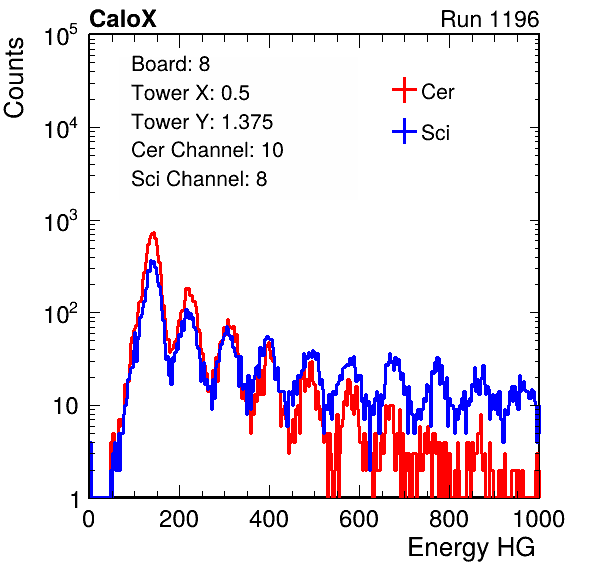 CaloX Run 1196
Counts
10^5
10^4
10^3
10^2
10
1
Board: 8
Tower X: 0.5
Tower Y: 1.375
Cer Channel: 10
Sci Channel: 8
Cer
Sci
0 200 400 600 800 1000
Energy HG